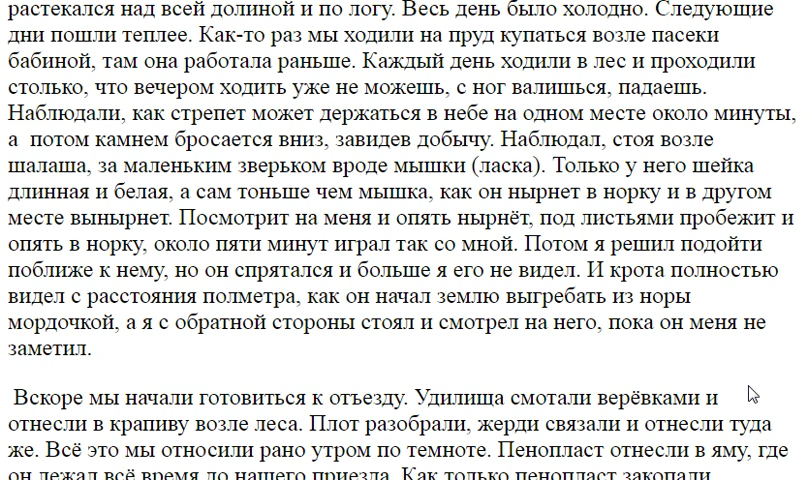 растекался над всей долиной и по логу. Весь день было холодно. Следующие
дни пошли теплее. Как-то раз мы ходили на пруд купаться возле пасеки
бабиной, там она работала раньше. Каждый день ходили в лес и проходили
столько, что вечером ходить уже не можешь, с ног валишься, падаешь.
Наблюдали, как стрепет может держаться в небе на одном месте около минуты,
а  потом камнем бросается вниз, завидев добычу. Наблюдал, стоя возле
шалаша, за маленьким зверьком вроде мышки (ласка). Только у него шейка
длинная и белая, а сам тоньше чем мышка, как он нырнет в норку и в другом
месте вынырнет. Посмотрит на меня и опять нырнёт, под листьями пробежит и
опять в норку, около пяти минут играл так со мной. Потом я решил подойти
поближе к нему, но он спрятался и больше я его не видел. И крота полностью
видел с расстояния полметра, как он начал землю выгребать из норы
мордочкой, а я с обратной стороны стоял и смотрел на него, пока он меня не
заметил.
Вскоре мы начали готовиться к отъезду. Удилища смотали верёвками и
отнесли в крапиву возле леса. Плот разобрали, жерди связали и отнесли туда
же. Всё это мы относили рано утром по темноте. Пенопласт отнесли в яму, где
он лежал всё время до нашего приезда. Как только пенопласт закопали